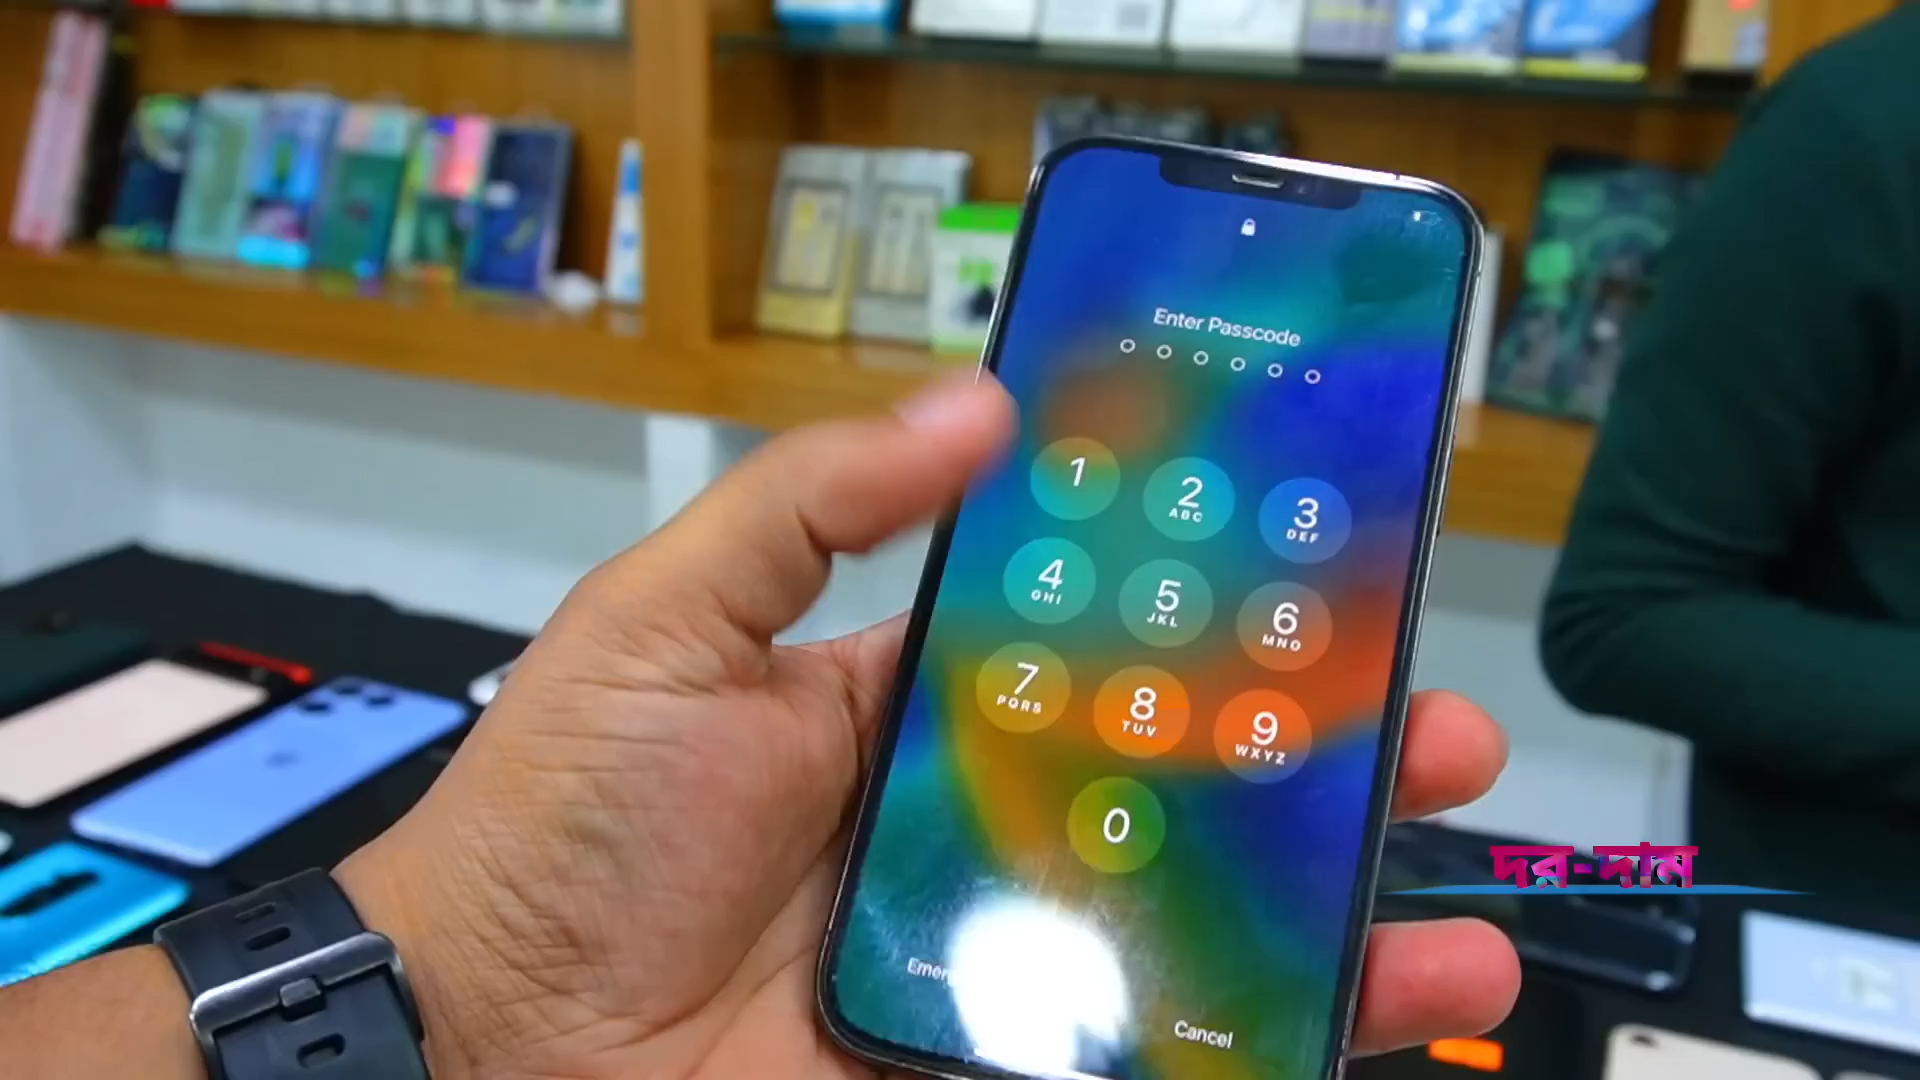 Enter Passcode
1
2
ABC
3
DEF
4
GHI
5
JKL
6
MNO
7
PQRS
8
TUV
9
WXYZ
0
Cancel
দর-দাম